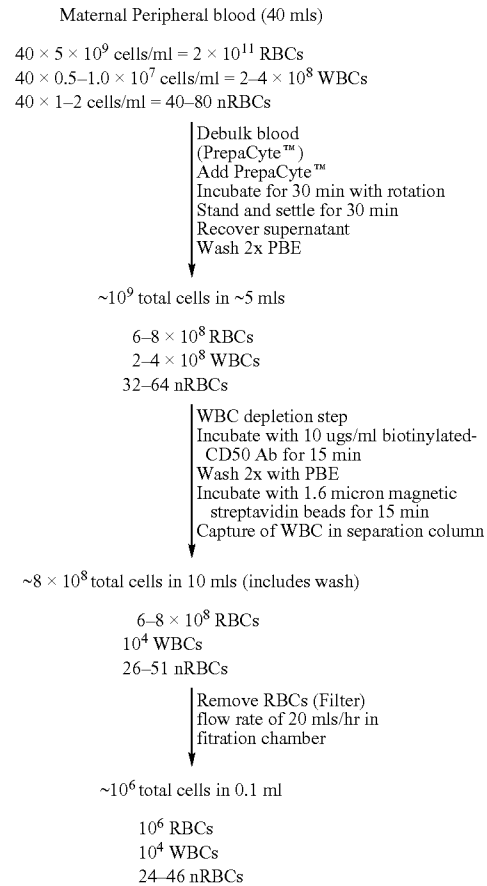 Maternal Peripheral blood (40 mls)
40 × 5 × 10⁹ cells/ml = 2 × 10¹¹ RBCs
40 × 0.5–1.0 × 10⁷ cells/ml = 2–4 × 10⁸ WBCs
40 × 1–2 cells/ml = 40–80 nRBCs
Debulk blood
(PrepaCyte™)
Add PrepaCyte™
Incubate for 30 min with rotation
Stand and settle for 30 min
Recover supernatant
Wash 2x PBE
~10⁹ total cells in ~5 mls
6–8 × 10⁸ RBCs
2–4 × 10⁸ WBCs
32–64 nRBCs
WBC depletion step
Incubate with 10 ugs/ml biotinylated-
CD50 Ab for 15 min
Wash 2x with PBE
Incubate with 1.6 micron magnetic
streptavidin beads for 15 min
Capture of WBC in separation column
~8 × 10⁸ total cells in 10 mls (includes wash)
6–8 × 10⁸ RBCs
10⁴ WBCs
26–51 nRBCs
Remove RBCs (Filter)
flow rate of 20 mls/hr in
fitration chamber
~10⁶ total cells in 0.1 ml
10⁶ RBCs
10⁴ WBCs
24–46 nRBCs